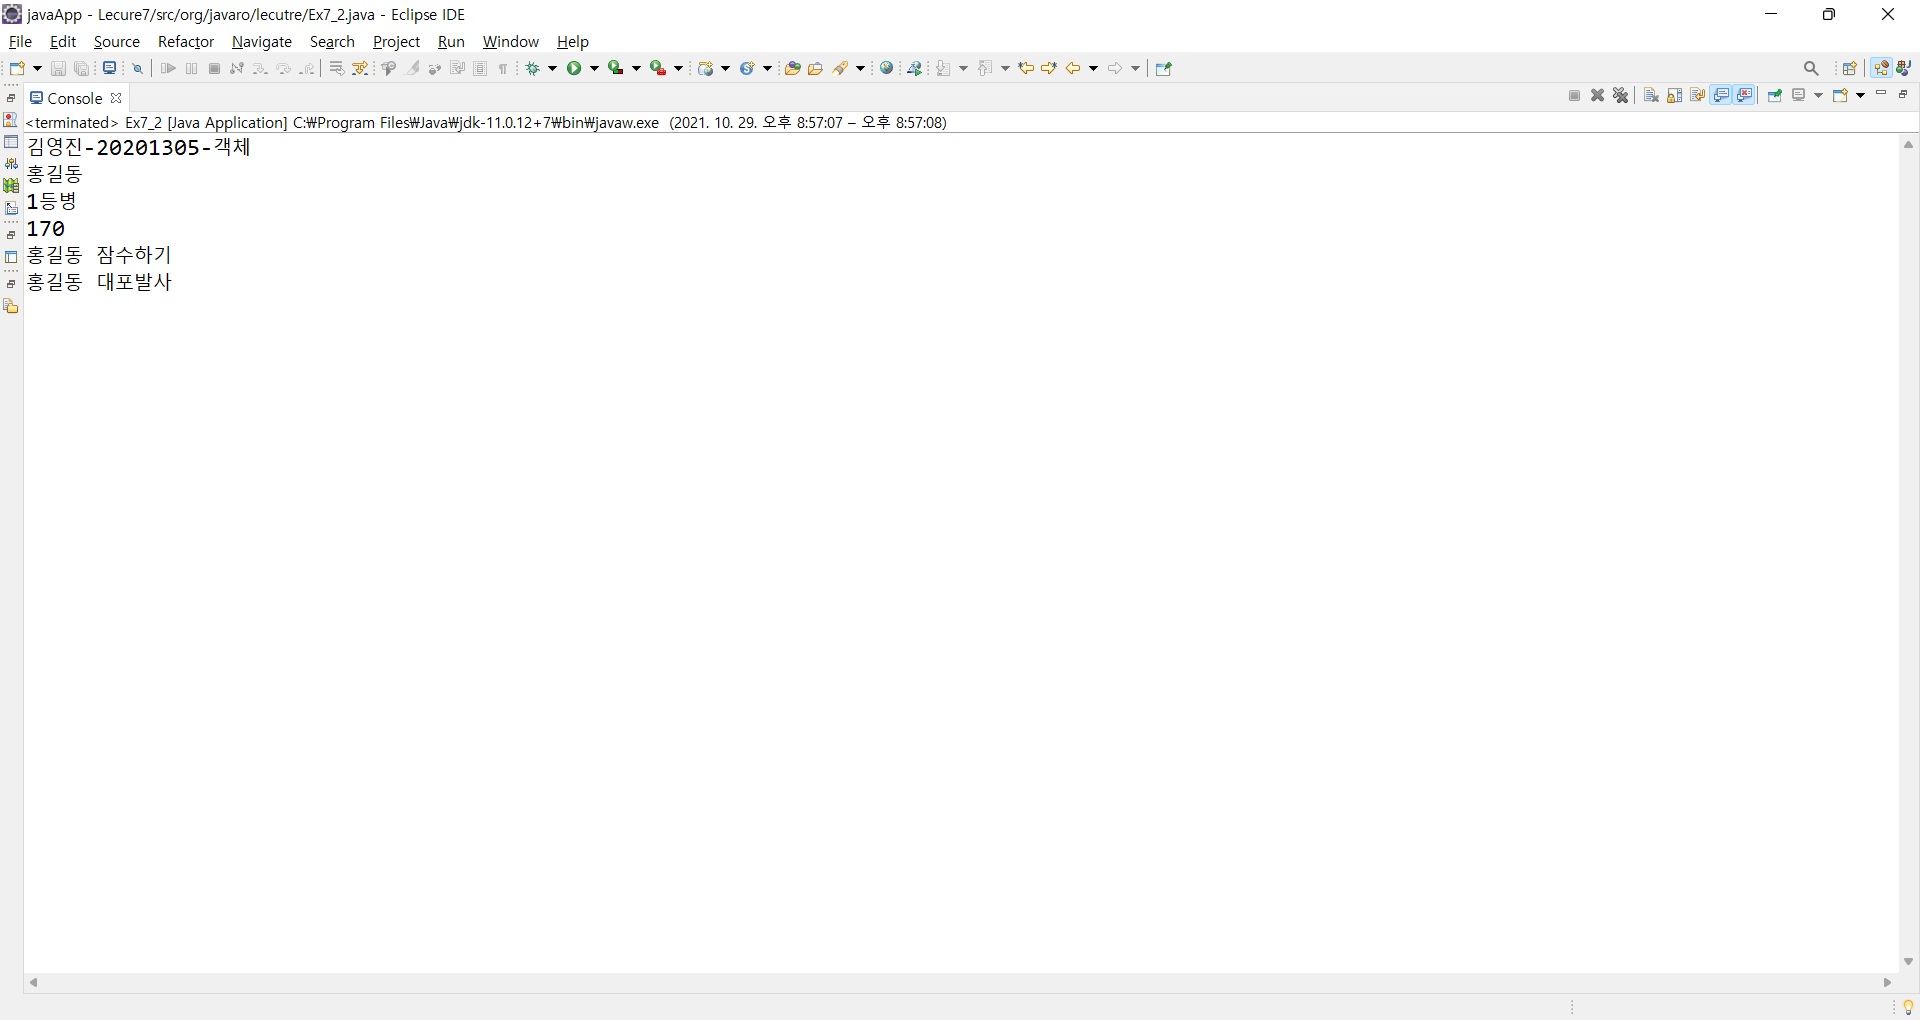 javaApp - Lecure7/src/org/javaro/lecutre/Ex7_2.java - Eclipse IDE
File Edit Source Refactor Navigate Search Project Run Window Help
Console
<terminated> Ex7_2 [Java Application] C:₩Program Files₩Java₩jdk-11.0.12+7₩bin₩javaw.exe (2021. 10. 29. 오후 8:57:07 – 오후 8:57:08)
김영진-20201305-객체
홍길동
1등병
170
홍길동 잠수하기
홍길동 대포발사